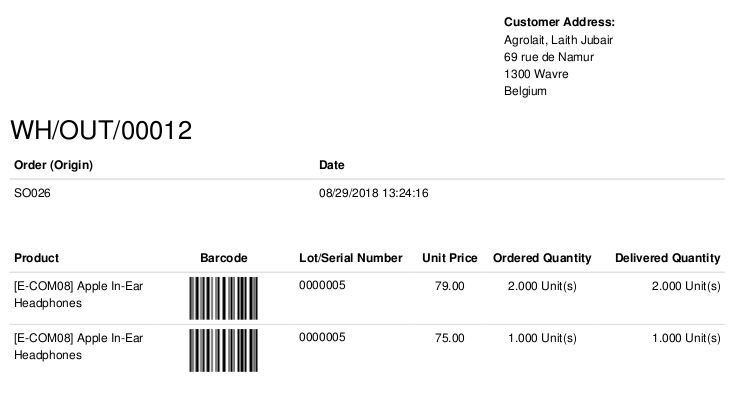 Customer Address:
Agrolait, Laith Jubair
69 rue de Namur
1300 Wavre
Belgium
WH/OUT/00012
Order (Origin) Date
SO026 08/29/2018 13:24:16
Product Barcode Lot/Serial Number Unit Price Ordered Quantity Delivered Quantity
[E-COM08] Apple In-Ear 0000005 79.00 2.000 Unit(s) 2.000 Unit(s)
Headphones
[E-COM08] Apple In-Ear 0000005 75.00 1.000 Unit(s) 1.000 Unit(s)
Headphones